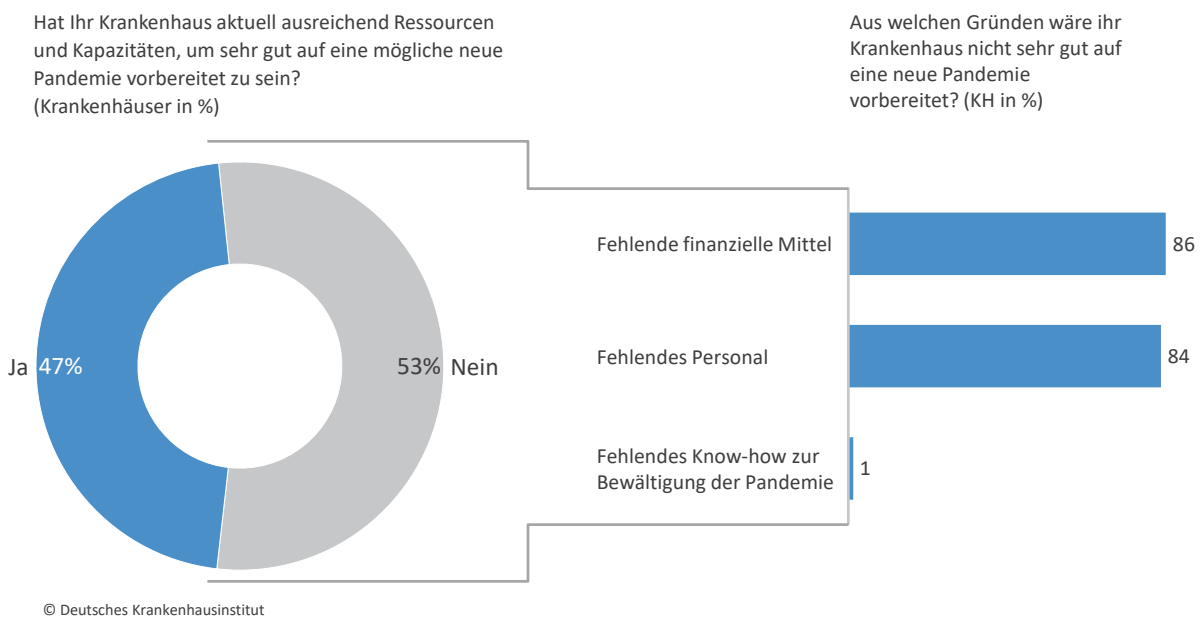 Hat Ihr Krankenhaus aktuell ausreichend Ressourcen
und Kapazitäten, um sehr gut auf eine mögliche neue
Pandemie vorbereitet zu sein?
(Krankenhäuser in %)
Aus welchen Gründen wäre ihr
Krankenhaus nicht sehr gut auf
eine neue Pandemie
vorbereitet? (KH in %)
Ja 47%
53% Nein
Fehlende finanzielle Mittel 86
Fehlendes Personal 84
Fehlendes Know-how zur
Bewältigung der Pandemie 1
© Deutsches Krankenhausinstitut